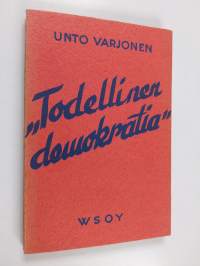 UNTO VARJONEN
„Todellinen
demokratia”
WSOY